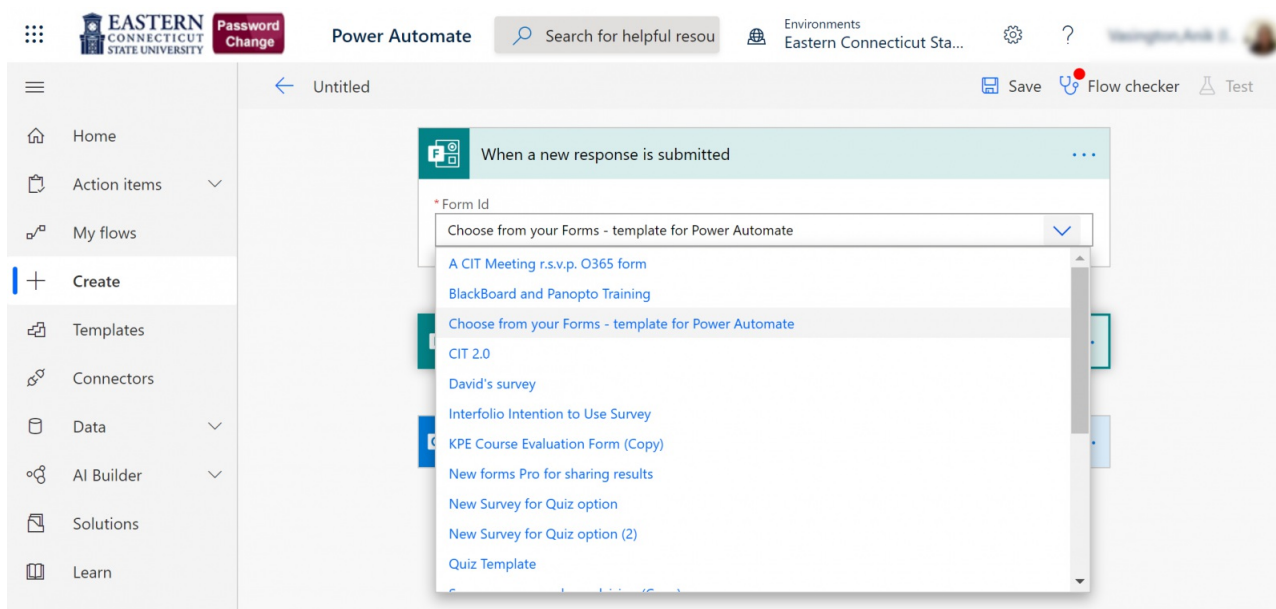 EASTERN
CONNECTICUT
STATE UNIVERSITY
Password
Change
Power Automate
Search for helpful resou
Environments
Eastern Connecticut Sta...
?
Untitled
Save
Flow checker
Test
Home
Action items
My flows
Create
Templates
Connectors
Data
AI Builder
Solutions
Learn
When a new response is submitted
* Form Id
Choose from your Forms - template for Power Automate
A CIT Meeting r.s.v.p. O365 form
BlackBoard and Panopto Training
Choose from your Forms - template for Power Automate
CIT 2.0
David's survey
Interfolio Intention to Use Survey
KPE Course Evaluation Form (Copy)
New forms Pro for sharing results
New Survey for Quiz option
New Survey for Quiz option (2)
Quiz Template